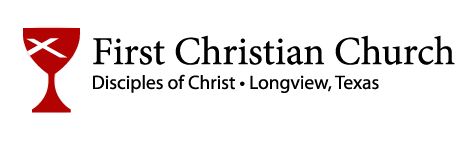 First Christian Church
Disciples of Christ • Longview, Texas